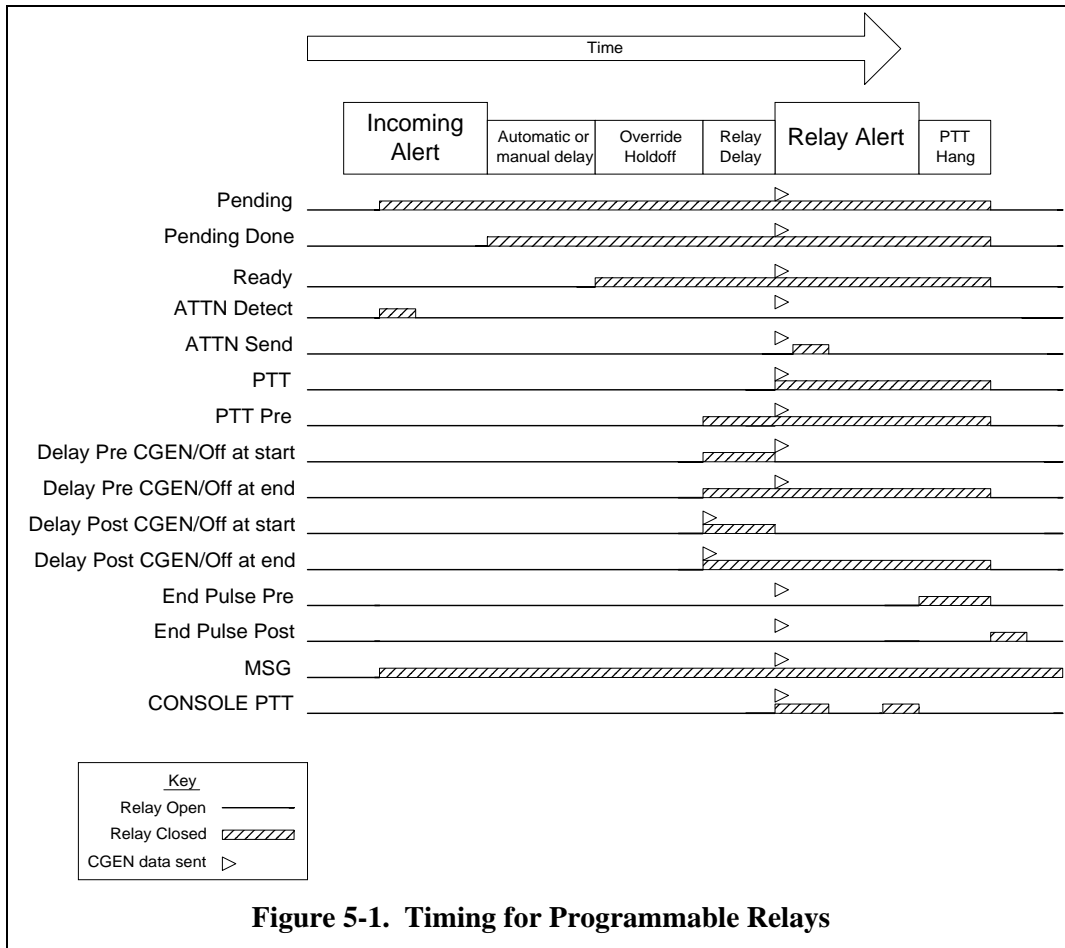 Time
Incoming
Alert
Automatic or
manual delay
Override
Holdoff
Relay
Delay
Relay Alert
PTT
Hang
Pending
Pending Done
Ready
ATTN Detect
ATTN Send
PTT
PTT Pre
Delay Pre CGEN/Off at start
Delay Pre CGEN/Off at end
Delay Post CGEN/Off at start
Delay Post CGEN/Off at end
End Pulse Pre
End Pulse Post
MSG
CONSOLE PTT
Key
Relay Open
Relay Closed
CGEN data sent
Figure 5-1. Timing for Programmable Relays